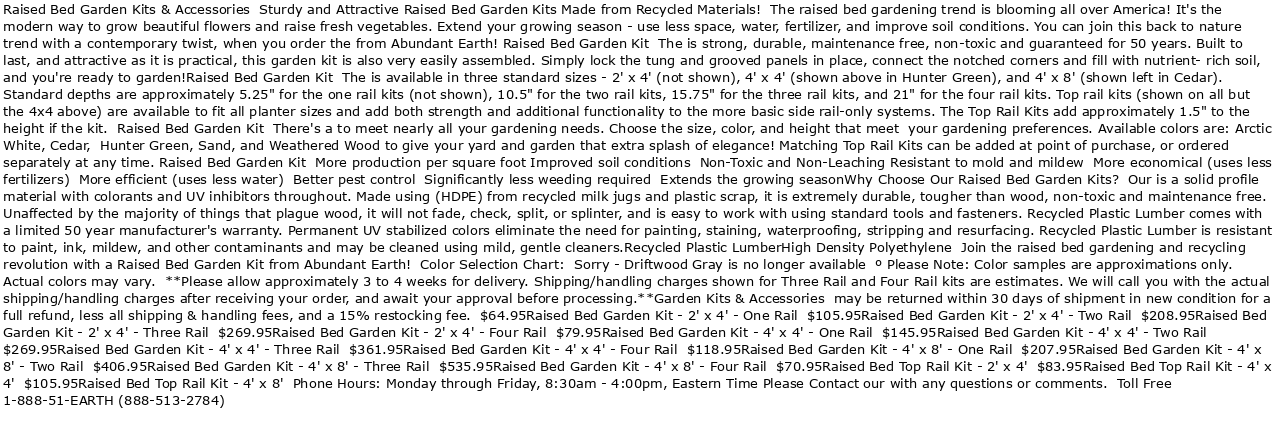 Raised Bed Garden Kits & Accessories  Sturdy and Attractive Raised Bed Garden Kits Made from Recycled Materials!  The raised bed gardening trend is blooming all over America! It's the
modern way to grow beautiful flowers and raise fresh vegetables. Extend your growing season - use less space, water, fertilizer, and improve soil conditions. You can join this back to nature
trend with a contemporary twist, when you order the from Abundant Earth! Raised Bed Garden Kit  The is strong, durable, maintenance free, non-toxic and guaranteed for 50 years. Built to
last, and attractive as it is practical, this garden kit is also very easily assembled. Simply lock the tung and grooved panels in place, connect the notched corners and fill with nutrient- rich soil,
and you're ready to garden!Raised Bed Garden Kit  The is available in three standard sizes - 2' x 4' (not shown), 4' x 4' (shown above in Hunter Green), and 4' x 8' (shown left in Cedar).
Standard depths are approximately 5.25" for the one rail kits (not shown), 10.5" for the two rail kits, 15.75" for the three rail kits, and 21" for the four rail kits. Top rail kits (shown on all but
the 4x4 above) are available to fit all planter sizes and add both strength and additional functionality to the more basic side rail-only systems. The Top Rail Kits add approximately 1.5" to the
height if the kit.  Raised Bed Garden Kit  There's a to meet nearly all your gardening needs. Choose the size, color, and height that meet  your gardening preferences. Available colors are: Arctic
White, Cedar,  Hunter Green, Sand, and Weathered Wood to give your yard and garden that extra splash of elegance! Matching Top Rail Kits can be added at point of purchase, or ordered
separately at any time. Raised Bed Garden Kit  More production per square foot Improved soil conditions  Non-Toxic and Non-Leaching Resistant to mold and mildew  More economical (uses less
fertilizers)  More efficient (uses less water)  Better pest control  Significantly less weeding required  Extends the growing seasonWhy Choose Our Raised Bed Garden Kits?  Our is a solid profile
material with colorants and UV inhibitors throughout. Made using (HDPE) from recycled milk jugs and plastic scrap, it is extremely durable, tougher than wood, non-toxic and maintenance free.
Unaffected by the majority of things that plague wood, it will not fade, check, split, or splinter, and is easy to work with using standard tools and fasteners. Recycled Plastic Lumber comes with
a limited 50 year manufacturer's warranty. Permanent UV stabilized colors eliminate the need for painting, staining, waterproofing, stripping and resurfacing. Recycled Plastic Lumber is resistant
to paint, ink, mildew, and other contaminants and may be cleaned using mild, gentle cleaners.Recycled Plastic LumberHigh Density Polyethylene  Join the raised bed gardening and recycling
revolution with a Raised Bed Garden Kit from Abundant Earth!  Color Selection Chart:  Sorry - Driftwood Gray is no longer available  º Please Note: Color samples are approximations only.
Actual colors may vary.  **Please allow approximately 3 to 4 weeks for delivery. Shipping/handling charges shown for Three Rail and Four Rail kits are estimates. We will call you with the actual
shipping/handling charges after receiving your order, and await your approval before processing.**Garden Kits & Accessories  may be returned within 30 days of shipment in new condition for a
full refund, less all shipping & handling fees, and a 15% restocking fee.  $64.95Raised Bed Garden Kit - 2' x 4' - One Rail  $105.95Raised Bed Garden Kit - 2' x 4' - Two Rail  $208.95Raised Bed
Garden Kit - 2' x 4' - Three Rail  $269.95Raised Bed Garden Kit - 2' x 4' - Four Rail  $79.95Raised Bed Garden Kit - 4' x 4' - One Rail  $145.95Raised Bed Garden Kit - 4' x 4' - Two Rail
$269.95Raised Bed Garden Kit - 4' x 4' - Three Rail  $361.95Raised Bed Garden Kit - 4' x 4' - Four Rail  $118.95Raised Bed Garden Kit - 4' x 8' - One Rail  $207.95Raised Bed Garden Kit - 4' x
8' - Two Rail  $406.95Raised Bed Garden Kit - 4' x 8' - Three Rail  $535.95Raised Bed Garden Kit - 4' x 8' - Four Rail  $70.95Raised Bed Top Rail Kit - 2' x 4'  $83.95Raised Bed Top Rail Kit - 4' x
4'  $105.95Raised Bed Top Rail Kit - 4' x 8'  Phone Hours: Monday through Friday, 8:30am - 4:00pm, Eastern Time Please Contact our with any questions or comments.  Toll Free
1-888-51-EARTH (888-513-2784)